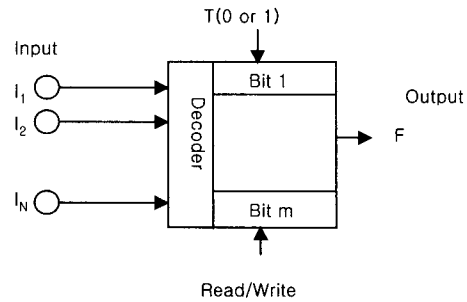 T(0 or 1)
Input
I1
I2
IN
Decoder
Bit 1
Bit m
Output
F
Read/Write